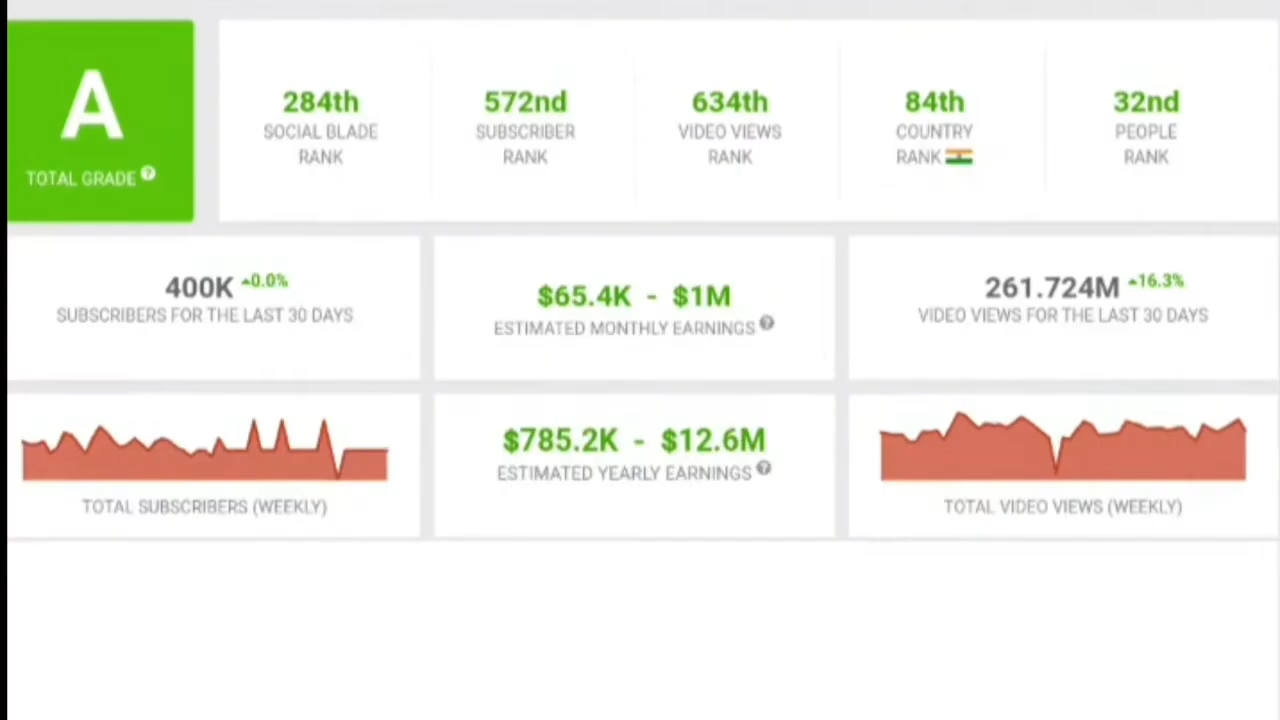 A
TOTAL GRADE ?
284th
SOCIAL BLADE
RANK
572nd
SUBSCRIBER
RANK
634th
VIDEO VIEWS
RANK
84th
COUNTRY
RANK
32nd
PEOPLE
RANK
400K 0.0%
SUBSCRIBERS FOR THE LAST 30 DAYS
$65.4K - $1M
ESTIMATED MONTHLY EARNINGS ?
261.724M 16.3%
VIDEO VIEWS FOR THE LAST 30 DAYS
TOTAL SUBSCRIBERS (WEEKLY)
$785.2K - $12.6M
ESTIMATED YEARLY EARNINGS ?
TOTAL VIDEO VIEWS (WEEKLY)